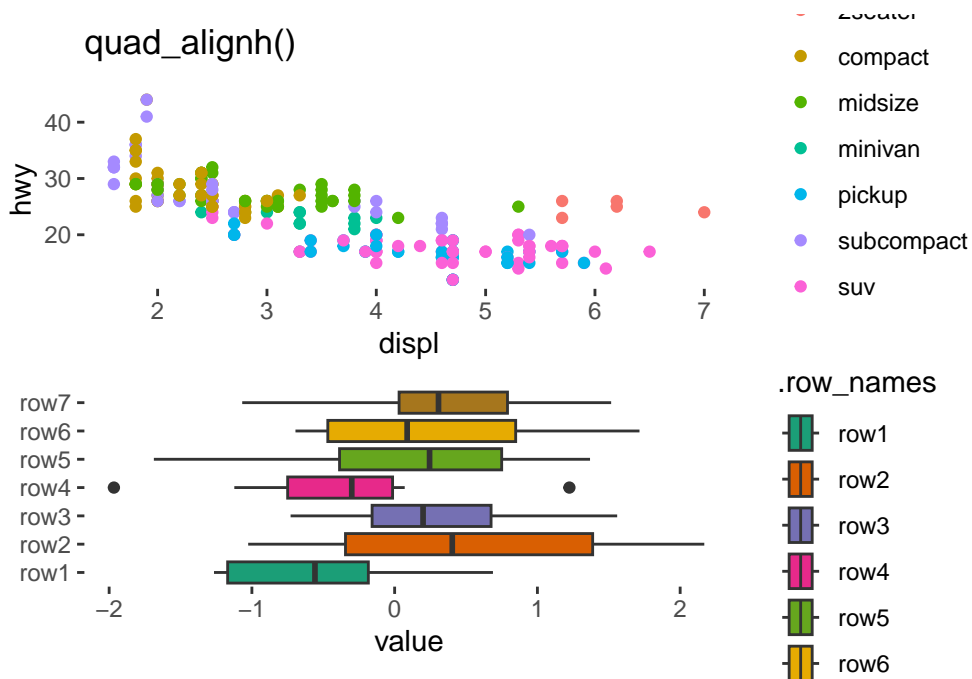 quad_alignh()
hwy
40
30
20
2 3 4 5 6 7
displ
compact
midsize
minivan
pickup
subcompact
suv
row7
row6
row5
row4
row3
row2
row1
−2 −1 0 1 2
value
.row_names
row1
row2
row3
row4
row5
row6